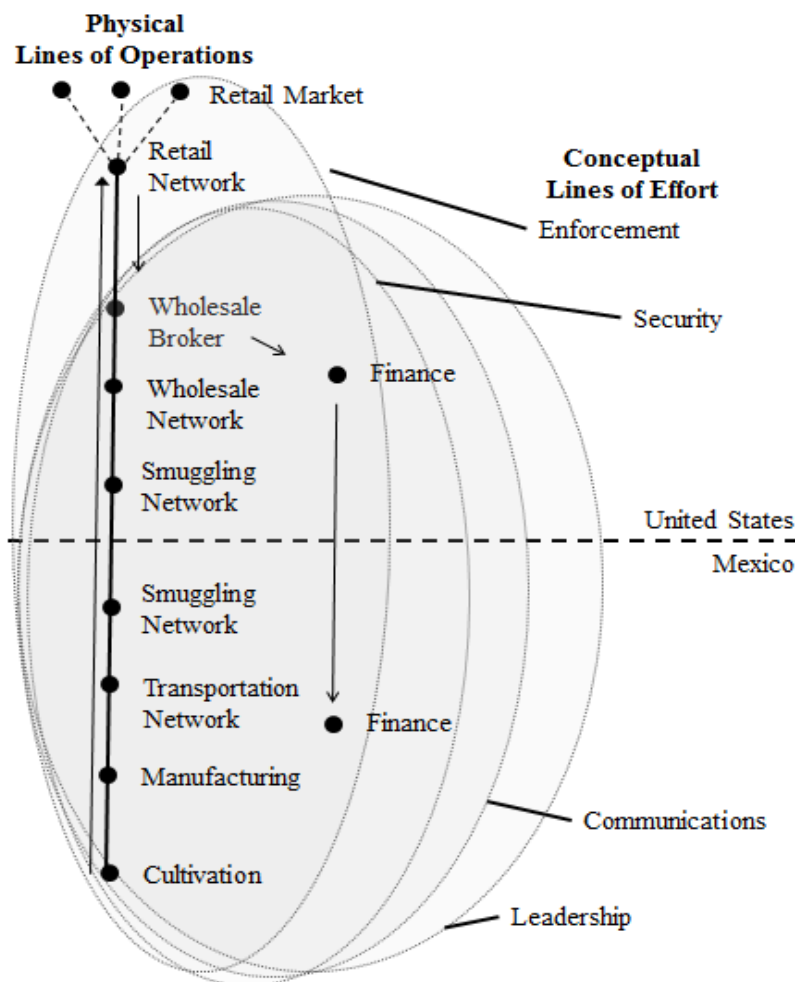 Physical
Lines of Operations
Retail Market
Retail
Network
Conceptual
Lines of Effort
Enforcement
Security
Wholesale
Broker
Finance
Wholesale
Network
Smuggling
Network
United States
Mexico
Smuggling
Network
Transportation
Network
Finance
Manufacturing
Communications
Cultivation
Leadership